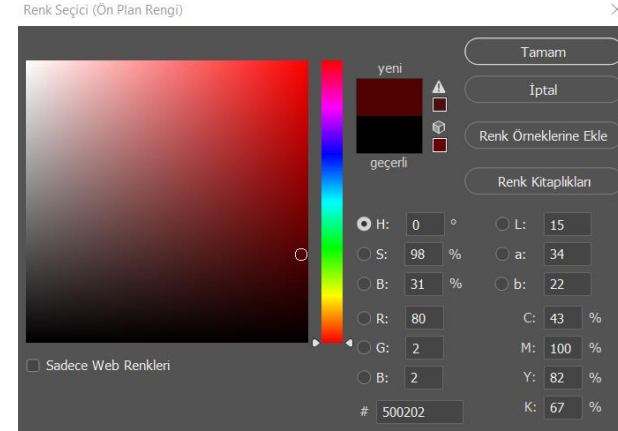 Renk Seçici (Ön Plan Rengi)
yeni
geçerli
Tamam
İptal
Renk Örneklerine Ekle
Renk Kitaplıkları
H: 0 °
S: 98 %
B: 31 %
R: 80
G: 2
B: 2
# 500202
L: 15
a: 34
b: 22
C: 43 %
M: 100 %
Y: 82 %
K: 67 %
Sadece Web Renkleri